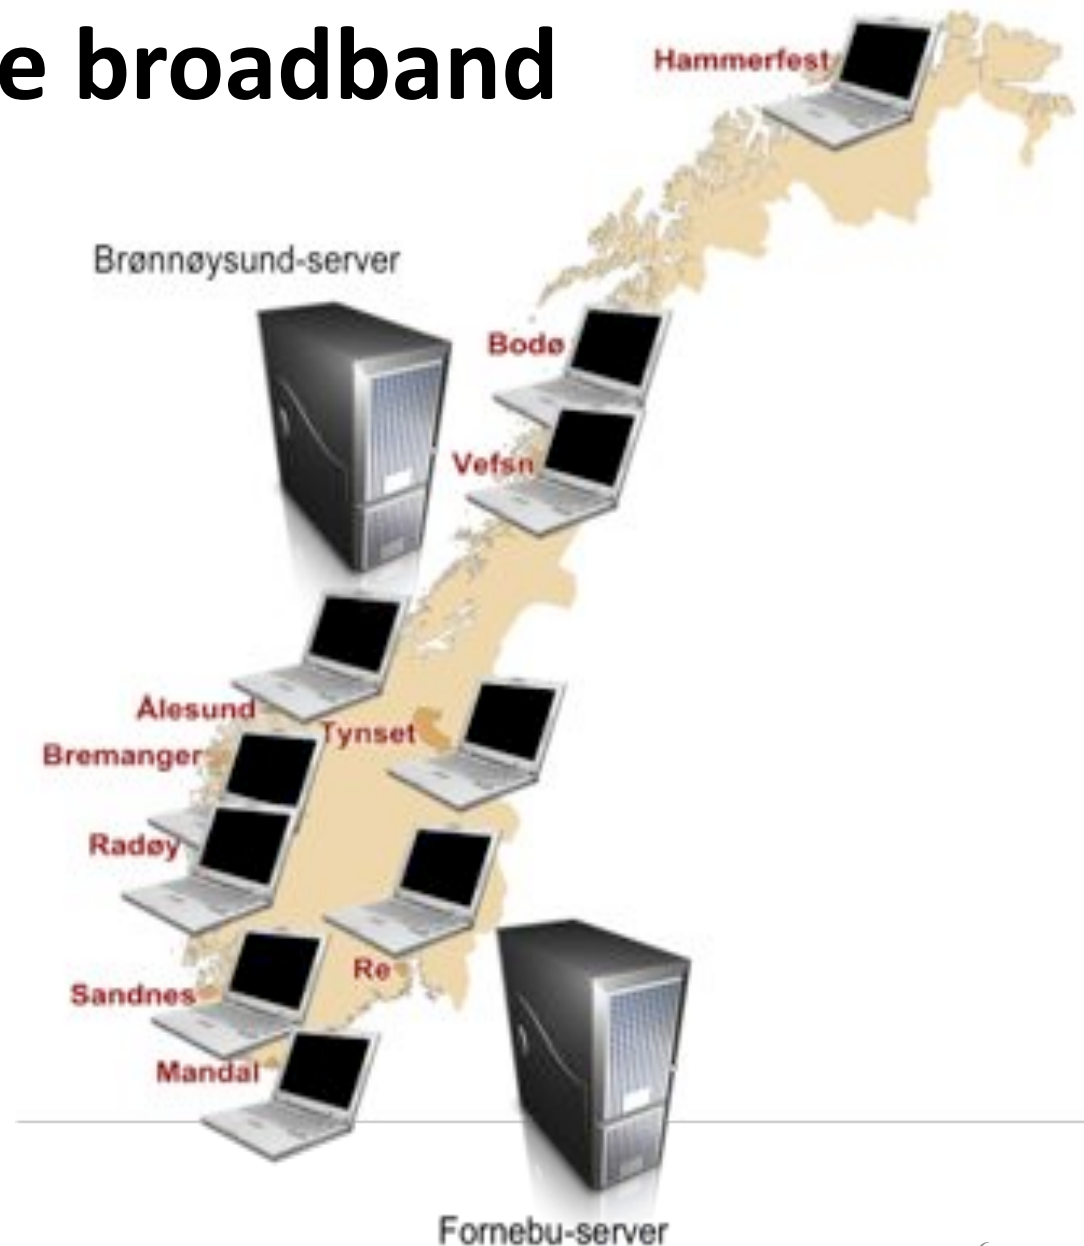 e broadband
Hammerfest
Brønnøysund-server
Bodø
Vefsn
Ålesund
Tynset
Bremanger
Radøy
Re
Sandnes
Mandal
Fornebu-server